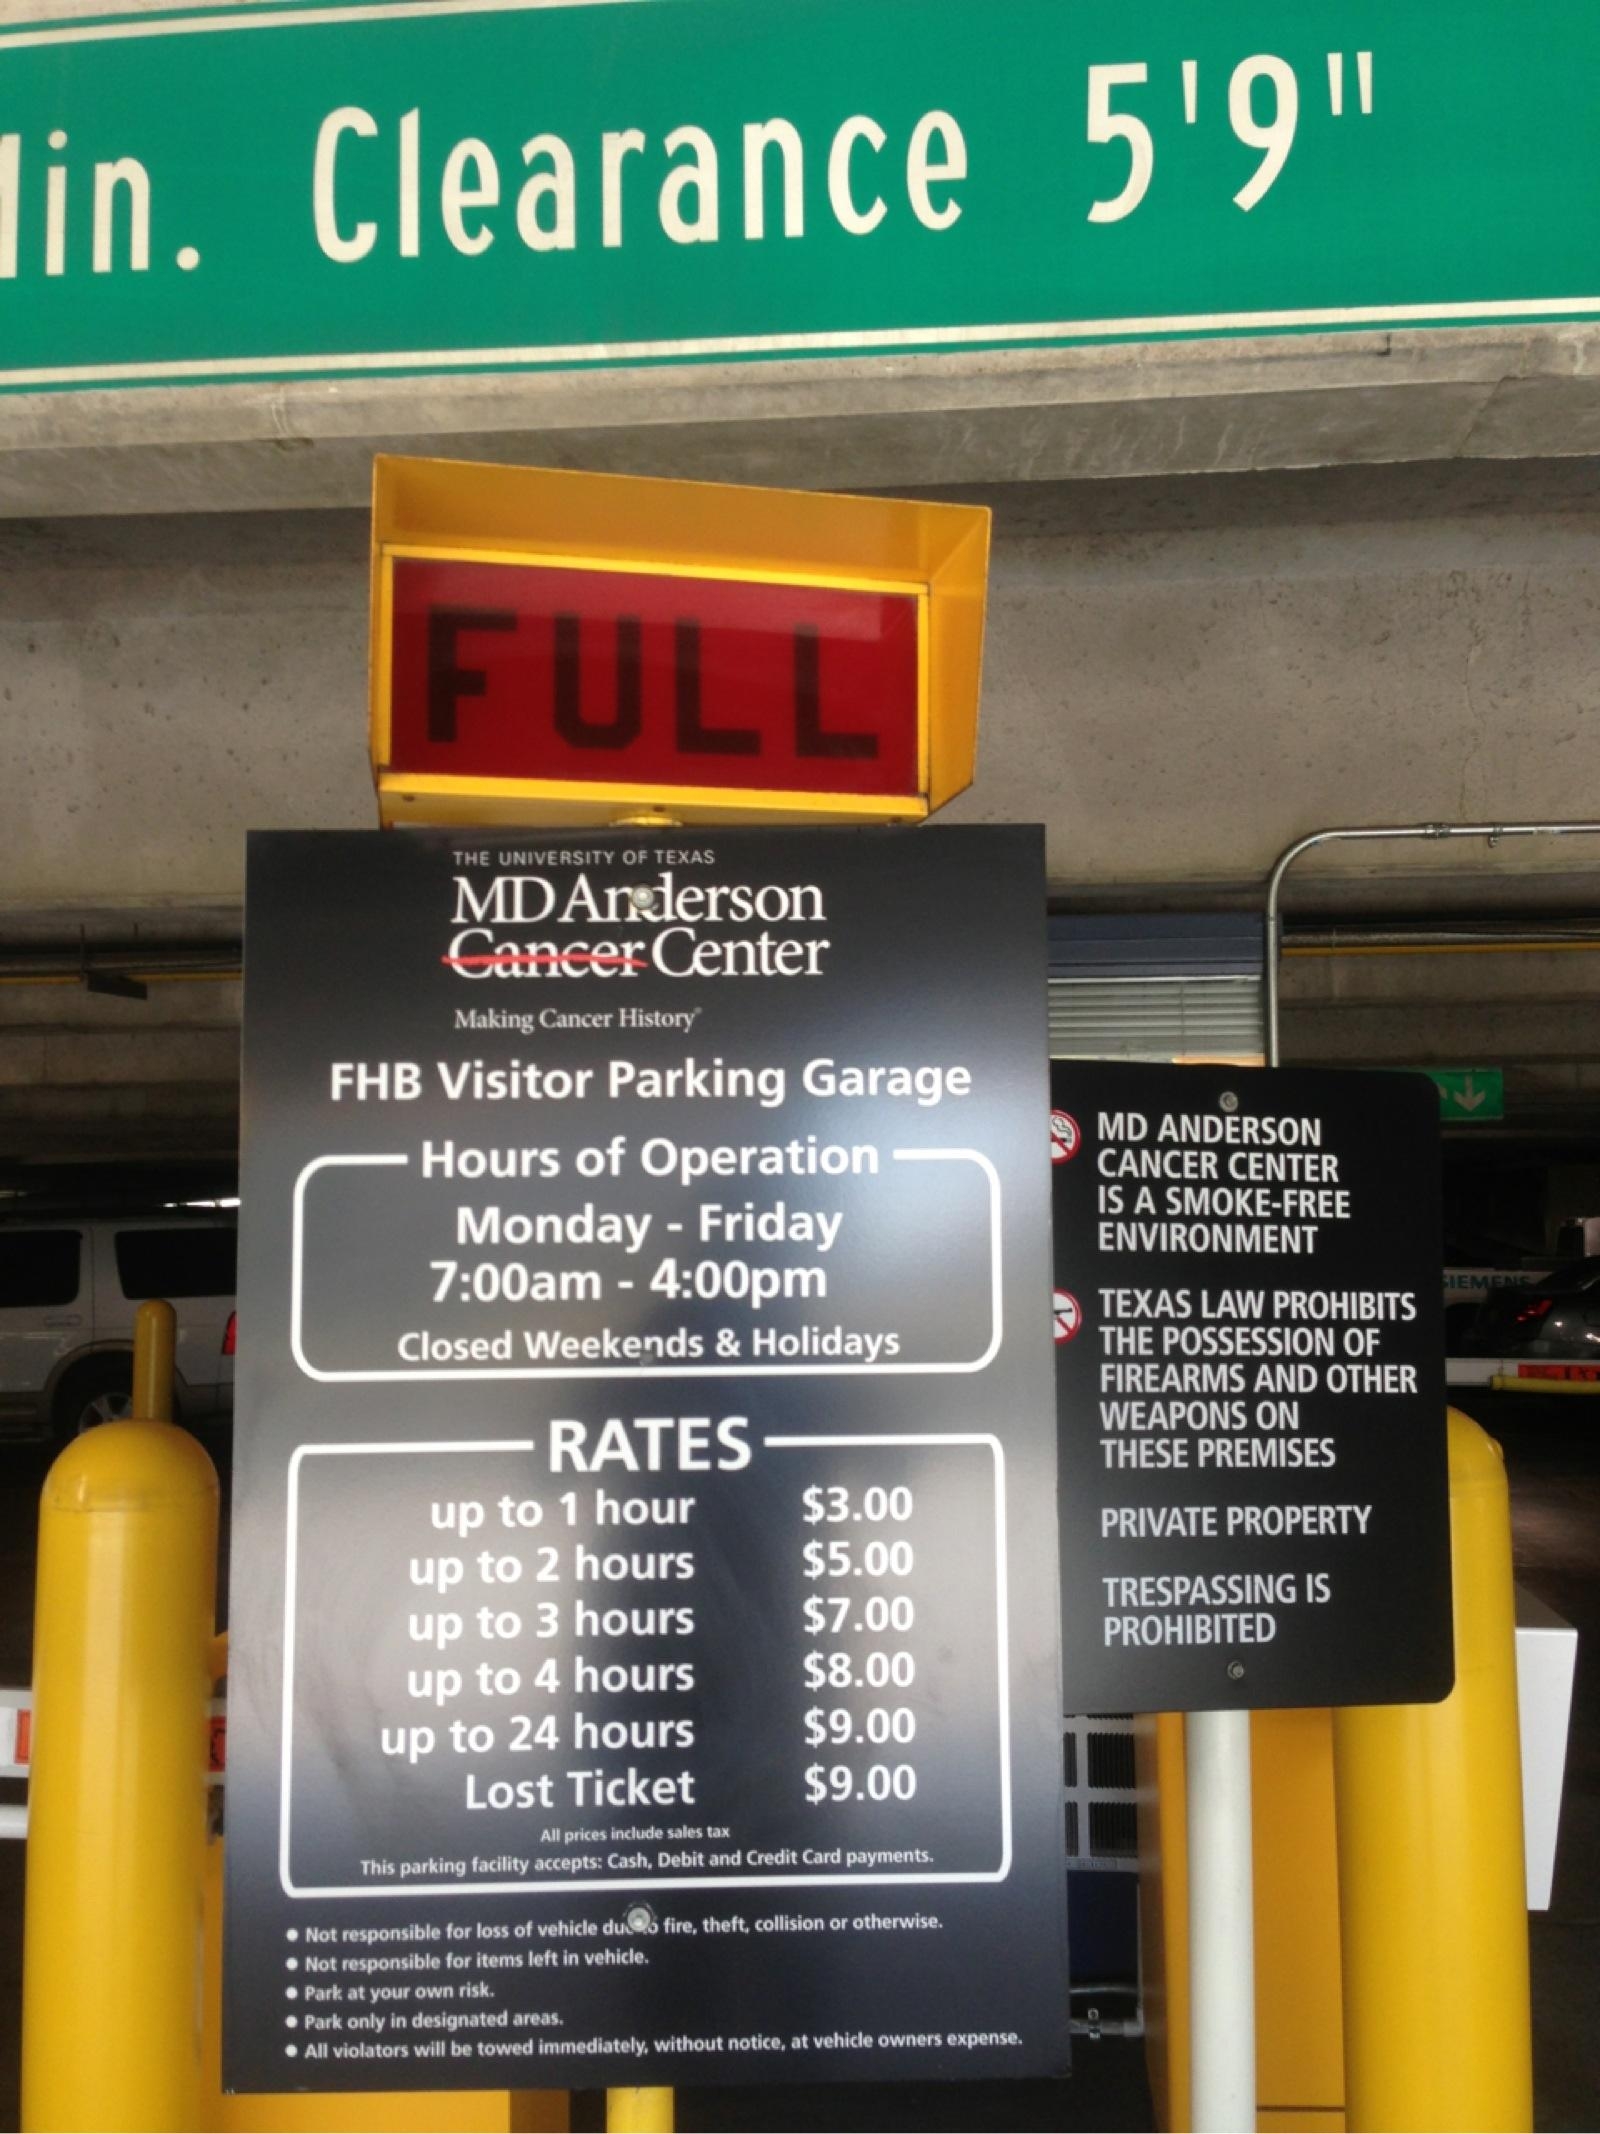 in. Clearance 5'9"
FULL
THE UNIVERSITY OF TEXAS
MD Anderson
Cancer Center
Making Cancer History®
FHB Visitor Parking Garage
Hours of Operation
Monday - Friday
7:00am - 4:00pm
Closed Weekends & Holidays
RATES
up to 1 hour $3.00
up to 2 hours $5.00
up to 3 hours $7.00
up to 4 hours $8.00
up to 24 hours $9.00
Lost Ticket $9.00
All prices include sales tax
This parking facility accepts: Cash, Debit and Credit Card payments.
● Not responsible for loss of vehicle due to fire, theft, collision or otherwise.
● Not responsible for items left in vehicle.
● Park at your own risk.
● Park only in designated areas.
● All violators will be towed immediately, without notice, at vehicle owners expense.
MD ANDERSON
CANCER CENTER
IS A SMOKE-FREE
ENVIRONMENT
TEXAS LAW PROHIBITS
THE POSSESSION OF
FIREARMS AND OTHER
WEAPONS ON
THESE PREMISES
PRIVATE PROPERTY
TRESPASSING IS
PROHIBITED
SIEMENS